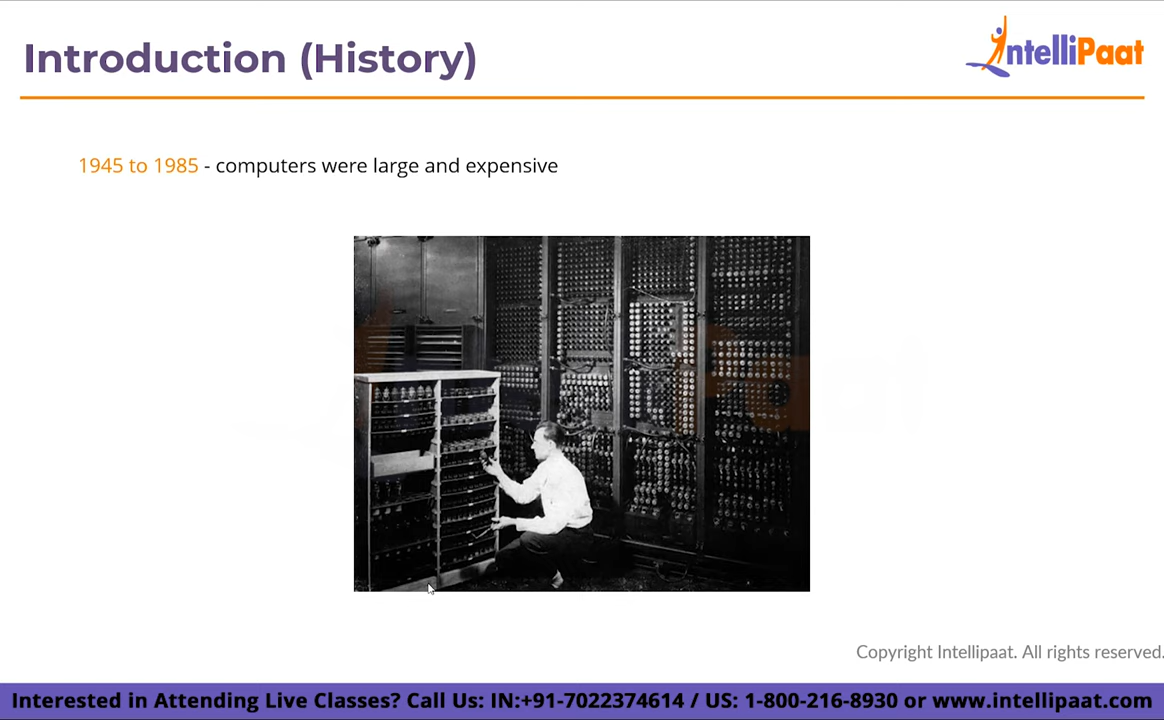 Introduction (History)
IntelliPaat
1945 to 1985 - computers were large and expensive
Copyright Intellipaat. All rights reserved.
Interested in Attending Live Classes? Call Us: IN:+91-7022374614 / US: 1-800-216-8930 or www.intellipaat.com